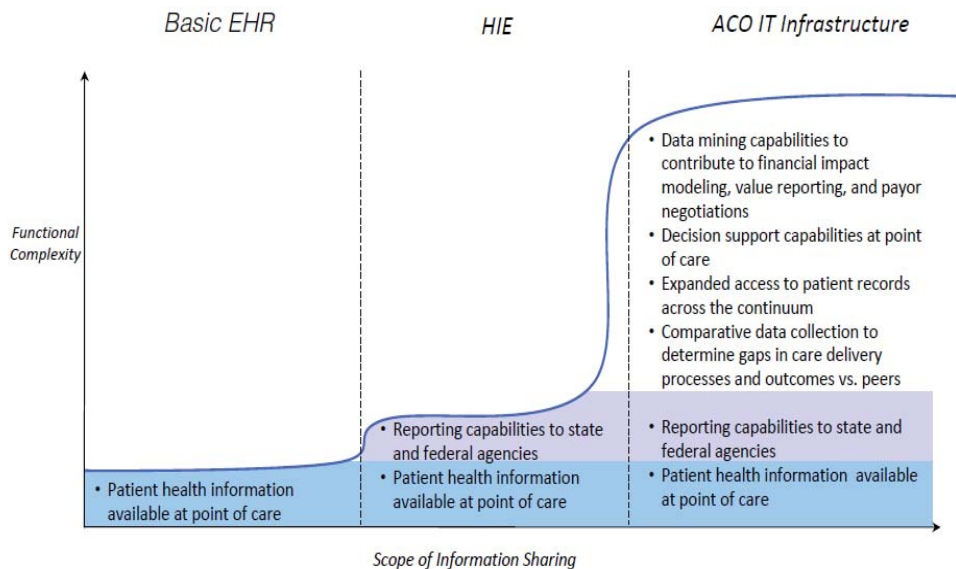 Basic EHR
HIE
ACO IT Infrastructure
Functional
Complexity
• Patient health information
available at point of care
• Reporting capabilities to state
and federal agencies
• Patient health information
available at point of care
• Data mining capabilities to
contribute to financial impact
modeling, value reporting, and payor
negotiations
• Decision support capabilities at point
of care
• Expanded access to patient records
across the continuum
• Comparative data collection to
determine gaps in care delivery
processes and outcomes vs. peers
• Reporting capabilities to state and
federal agencies
• Patient health information available
at point of care
Scope of Information Sharing